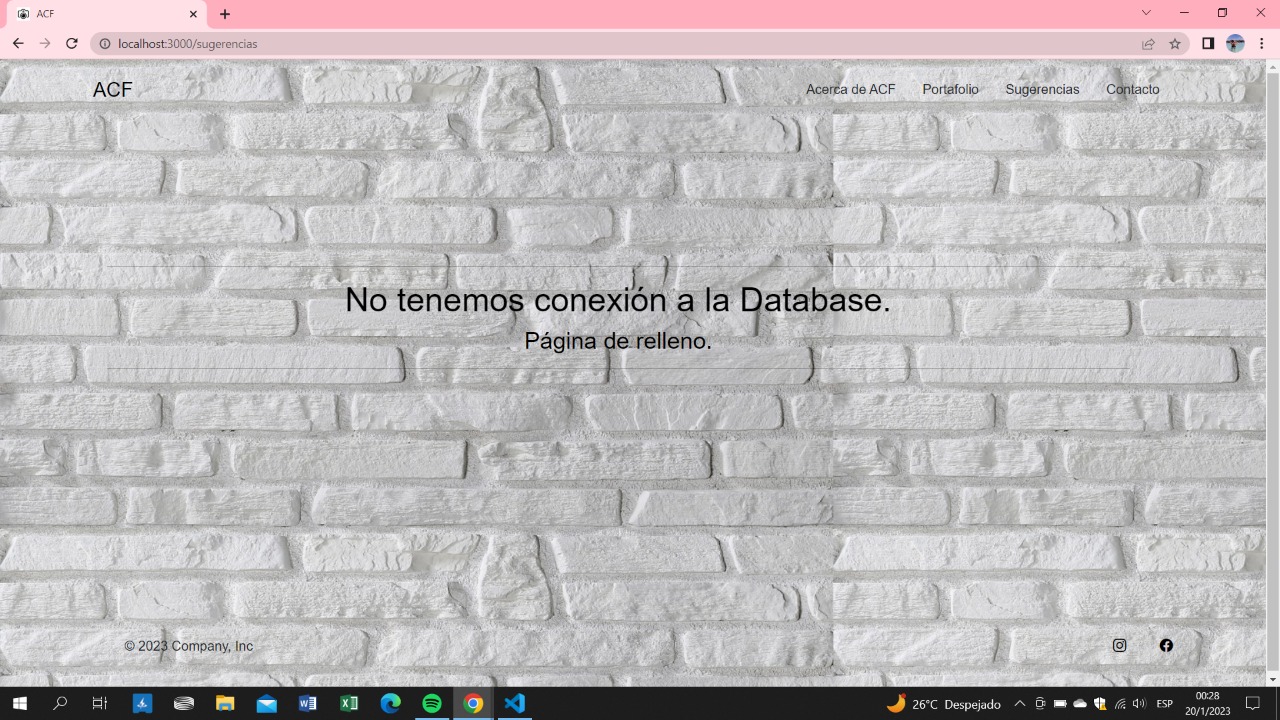 ACF
localhost:3000/sugerencias
ACF
Acerca de ACF
Portafolio
Sugerencias
Contacto
No tenemos conexión a la Database.
Página de relleno.
© 2023 Company, Inc
26°C Despejado
ESP
00:28
20/1/2023